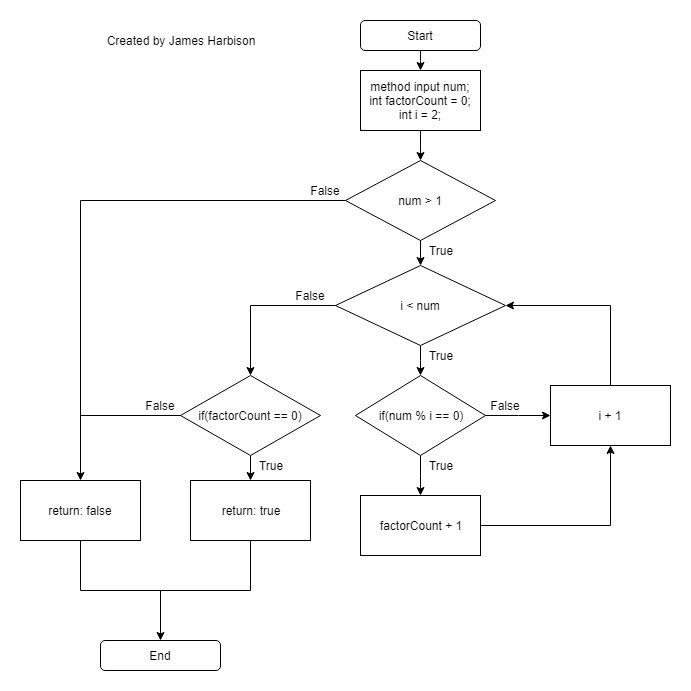 Created by James Harbison
Start
method input num;
int factorCount = 0;
int i = 2;
num > 1
False
True
i < num
False
True
if(factorCount == 0)
False
True
if(num % i == 0)
False
True
i + 1
return: false
return: true
factorCount + 1
End